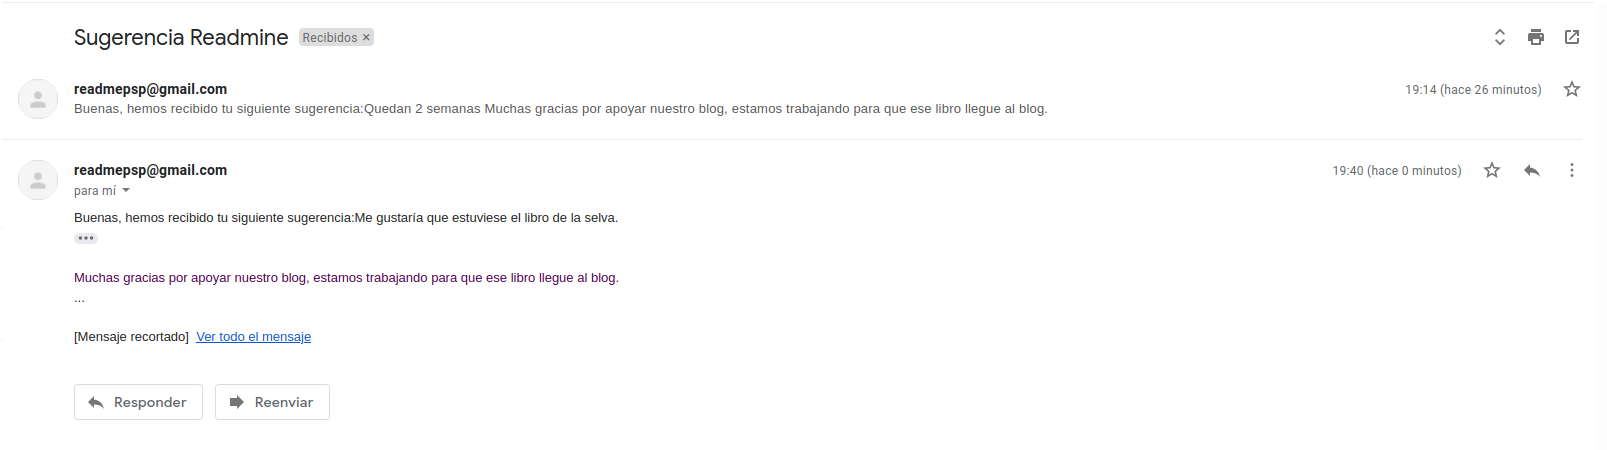 Sugerencia Readmine Recibidos ×
readmepsp@gmail.com 19:14 (hace 26 minutos)
Buenas, hemos recibido tu siguiente sugerencia:Quedan 2 semanas Muchas gracias por apoyar nuestro blog, estamos trabajando para que ese libro llegue al blog.
readmepsp@gmail.com 19:40 (hace 0 minutos)
para mí
Buenas, hemos recibido tu siguiente sugerencia:Me gustaría que estuviese el libro de la selva.
•••
Muchas gracias por apoyar nuestro blog, estamos trabajando para que ese libro llegue al blog.
...
[Mensaje recortado] Ver todo el mensaje
Responder Reenviar